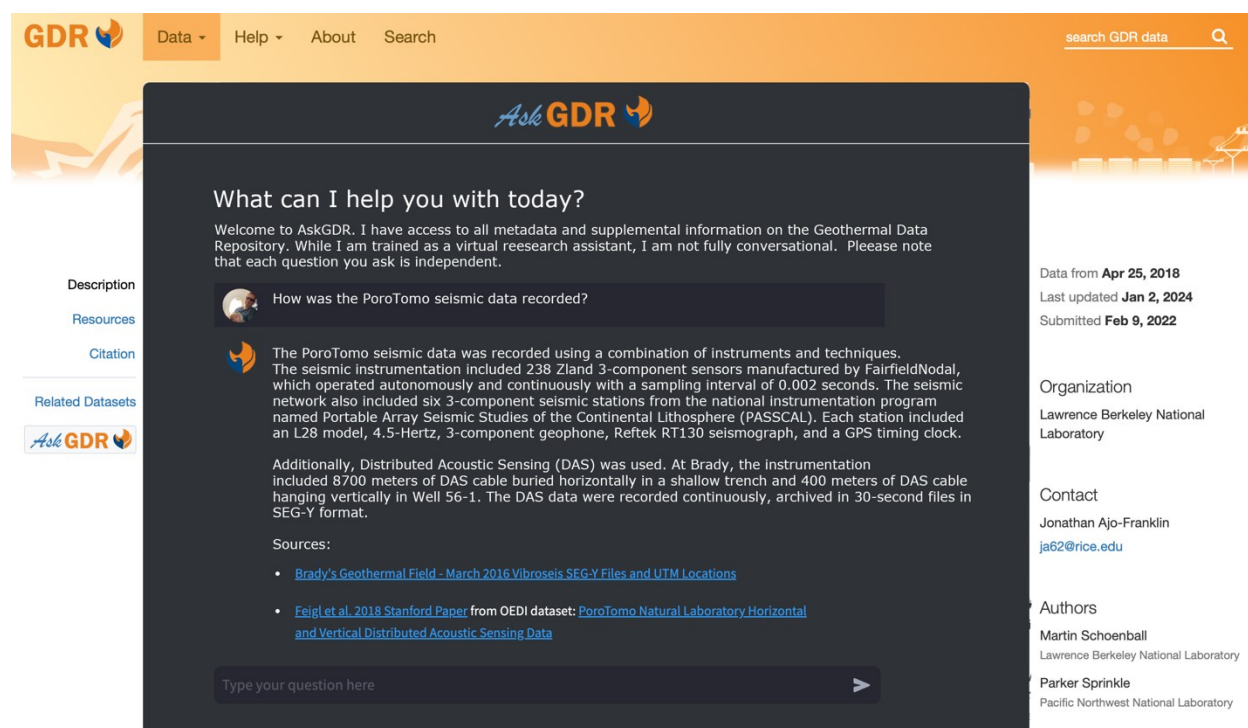 GDR
Data
Help
About
Search
search GDR data
Ask GDR
What can I help you with today?
Welcome to AskGDR. I have access to all metadata and supplemental information on the Geothermal Data
Repository. While I am trained as a virtual reesearch assistant, I am not fully conversational. Pleease note
that each question you ask is independent.
How was the PoroTomo seismic data recorded?
The PoroTomo seismic data was recorded using a combination of instruments and techniques.
The seismic instrumentation included 238 Zland 3-component sensors manufactured by FairfieldNodal,
which operated autonomously and continuously with a sampling interval of 0.002 seconds. The seismic
network also included six 3-component seismic stations from the national instrumentation program
named Portable Array Seismic Studies of the Continental Lithosphere (PASSCAL). Each station included
an L28 model, 4.5-Hertz, 3-component geophone, Reftek RT130 seismograph, and a GPS timing clock.
Additionally, Distributed Acoustic Sensing (DAS) was used. At Brady, the instrumentation
included 8700 meters of DAS cable buried horizontally in a shallow trench and 400 meters of DAS cable
hanging vertically in Well 56-1. The DAS data were recorded continuously, archived in 30-second files in
SEG-Y format.
Sources:
• Brady's Geothermal Field - March 2016 Vibroseis SEG-Y Files and UTM Locations
• Feigl et al. 2018 Stanford Paper from OEDI dataset: PoroTomo Natural Laboratory Horizontal
and Vertical Distributed Acoustic Sensing Data
Type your question here
Description
Resources
Citation
Related Datasets
Ask GDR
Data from Apr 25, 2018
Last updated Jan 2, 2024
Submitted Feb 9, 2022
Organization
Lawrence Berkeley National
Laboratory
Contact
Jonathan Ajo-Franklin
ja62@rice.edu
Authors
Martin Schoenball
Lawrence Berkeley National Laboratory
Parker Sprinkle
Pacific Northwest National Laboratory